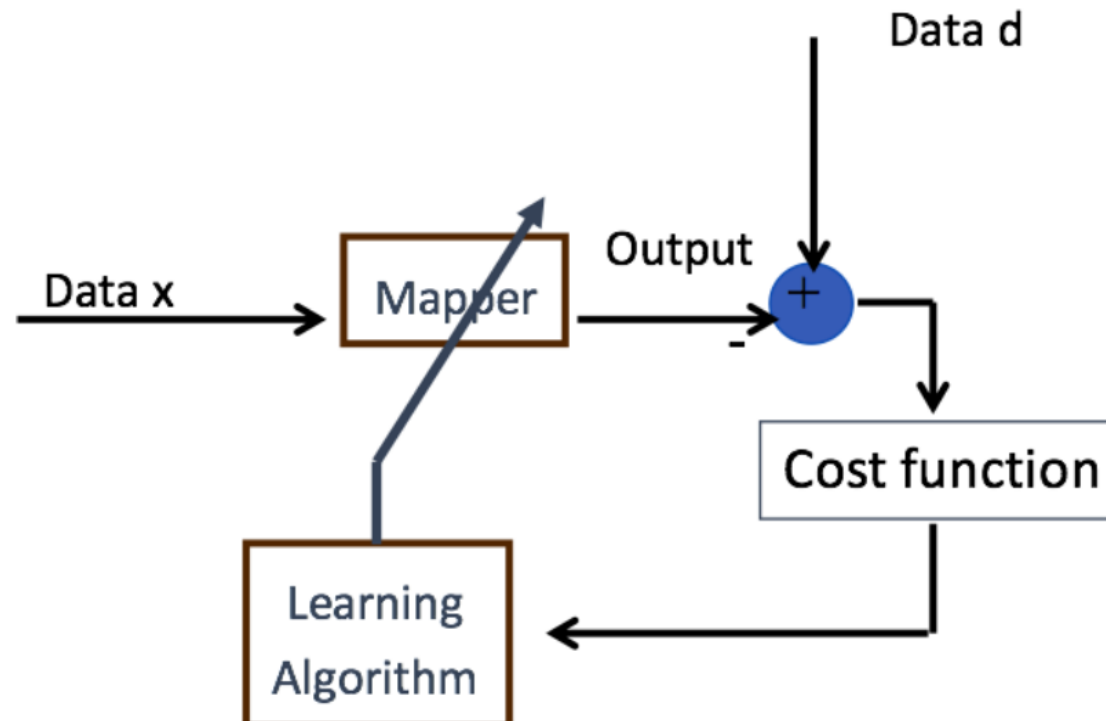 Data d
Output
Data x
Mapper
+
-
Cost function
Learning
Algorithm